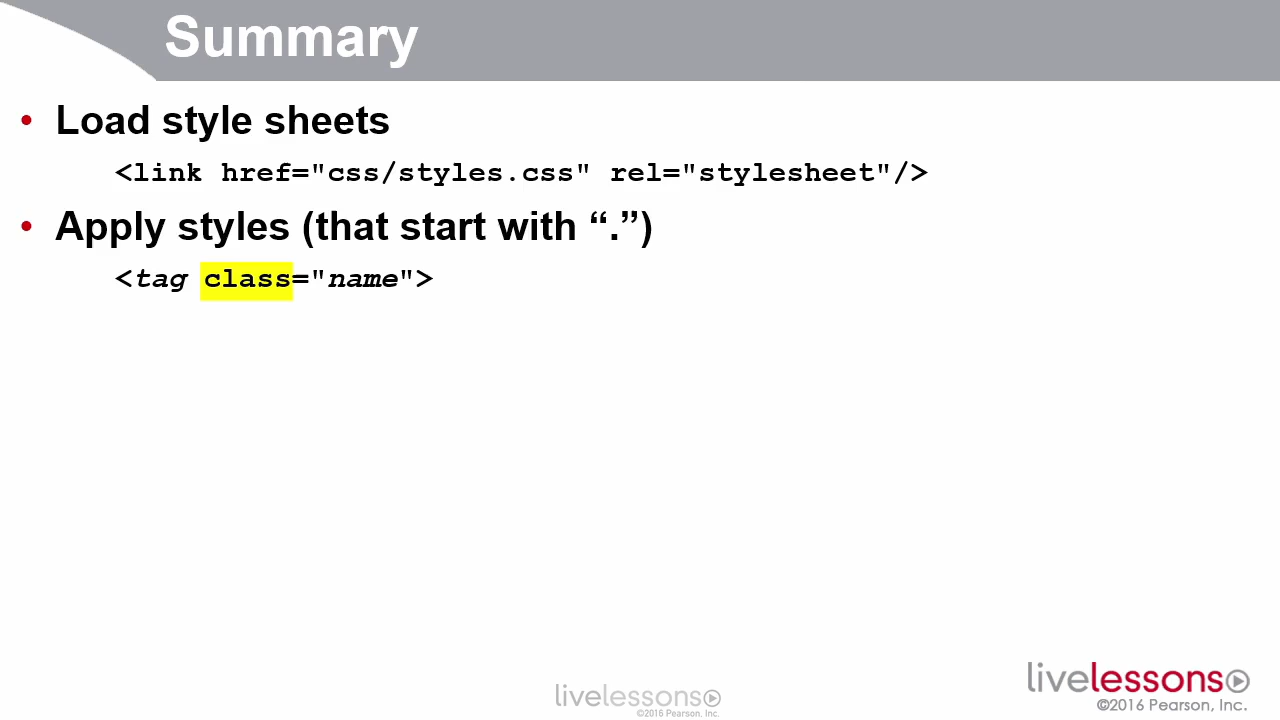 Summary
• Load style sheets
<link href="css/styles.css" rel="stylesheet"/>
• Apply styles (that start with “.”)
<tag class="name">
livelessons
©2016 Pearson, Inc.
livelessons
©2016 Pearson, Inc.